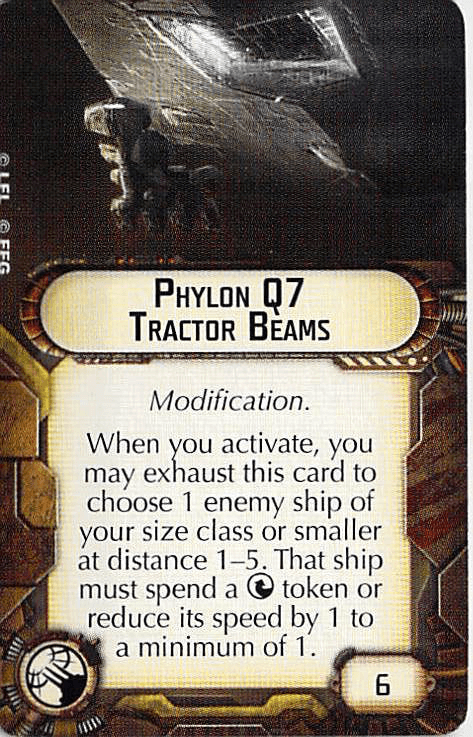 © LFL © FFG
PHYLON Q7
TRACTOR BEAMS
Modification.
When you activate, you
may exhaust this card to
choose 1 enemy ship of
your size class or smaller
at distance 1–5. That ship
must spend a token or
reduce its speed by 1 to
a minimum of 1.
6